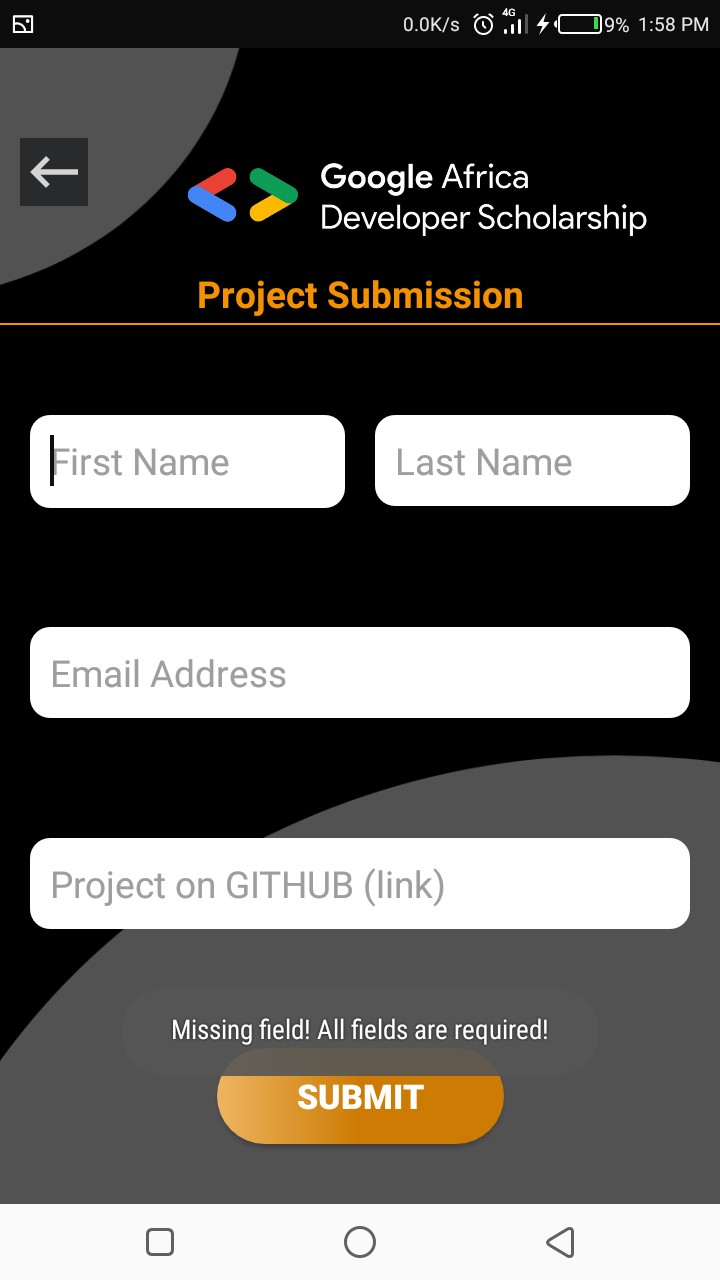 0.0K/s 4G 9% 1:58 PM
Google Africa
Developer Scholarship
Project Submission
First Name
Last Name
Email Address
Project on GITHUB (link)
Missing field! All fields are required!
SUBMIT